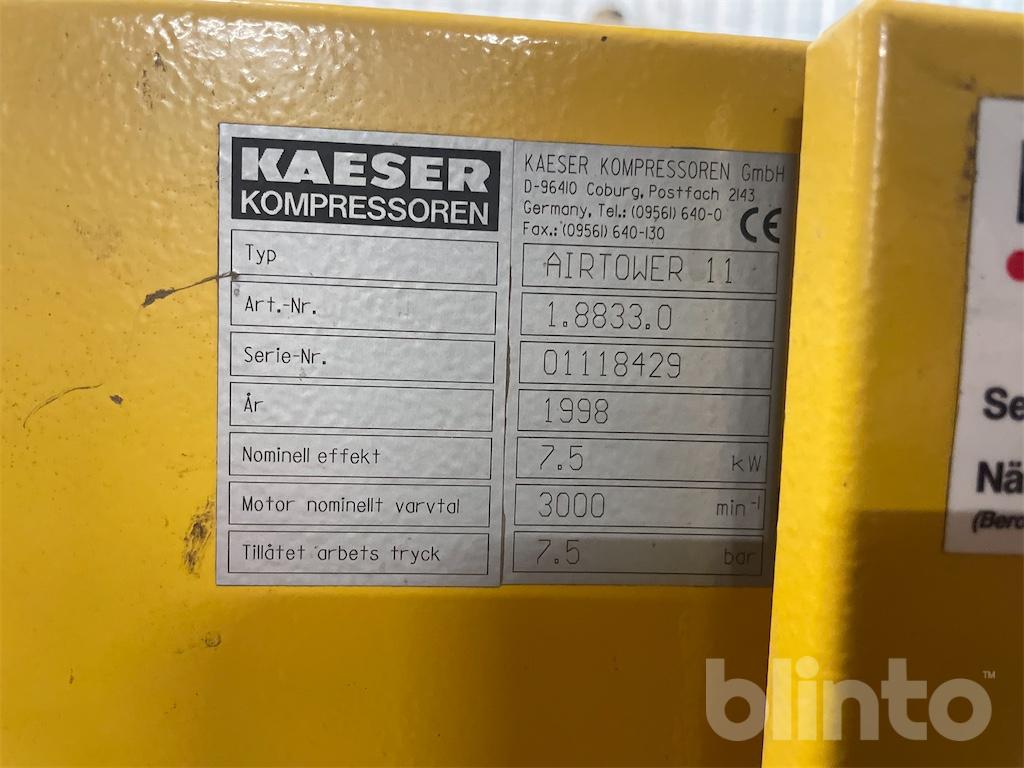 KAESER
KOMPRESSOREN
KAESER KOMPRESSOREN GmbH
D-96410 Coburg, Postfach 2143
Germany, Tel.: (09561) 640-0
Fax.: (09561) 640-130
CE
Typ AIRTOWER 11
Art.-Nr. 1.8833.0
Serie-Nr. 01118429
År 1998
Nominell effekt 7.5 kW
Motor nominellt varvtal 3000 min⁻¹
Tillåtet arbets tryck 7.5 bar
Se
Nä
(Berc
blinto™